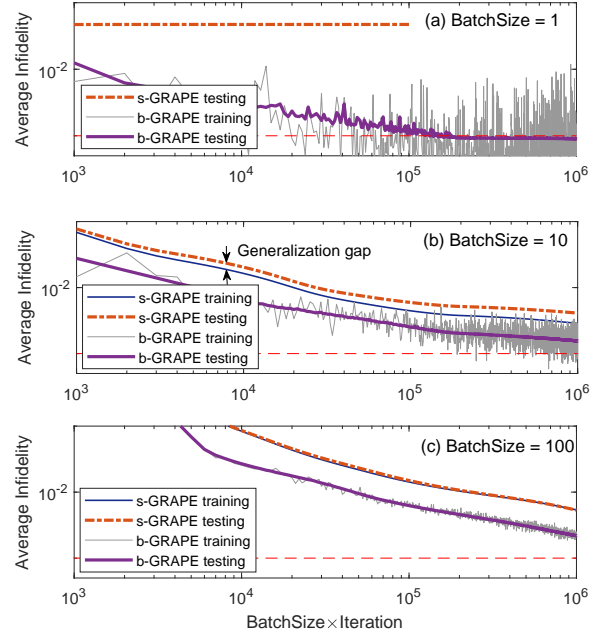 (a) BatchSize = 1
Average Infidelity
10^-2
s-GRAPE testing
b-GRAPE training
b-GRAPE testing
10^3
10^4
10^5
10^6
(b) BatchSize = 10
Generalization gap
Average Infidelity
10^-2
s-GRAPE training
s-GRAPE testing
b-GRAPE training
b-GRAPE testing
10^3
10^4
10^5
10^6
(c) BatchSize = 100
Average Infidelity
10^-2
s-GRAPE training
s-GRAPE testing
b-GRAPE training
b-GRAPE testing
10^3
10^4
10^5
10^6
BatchSize×Iteration